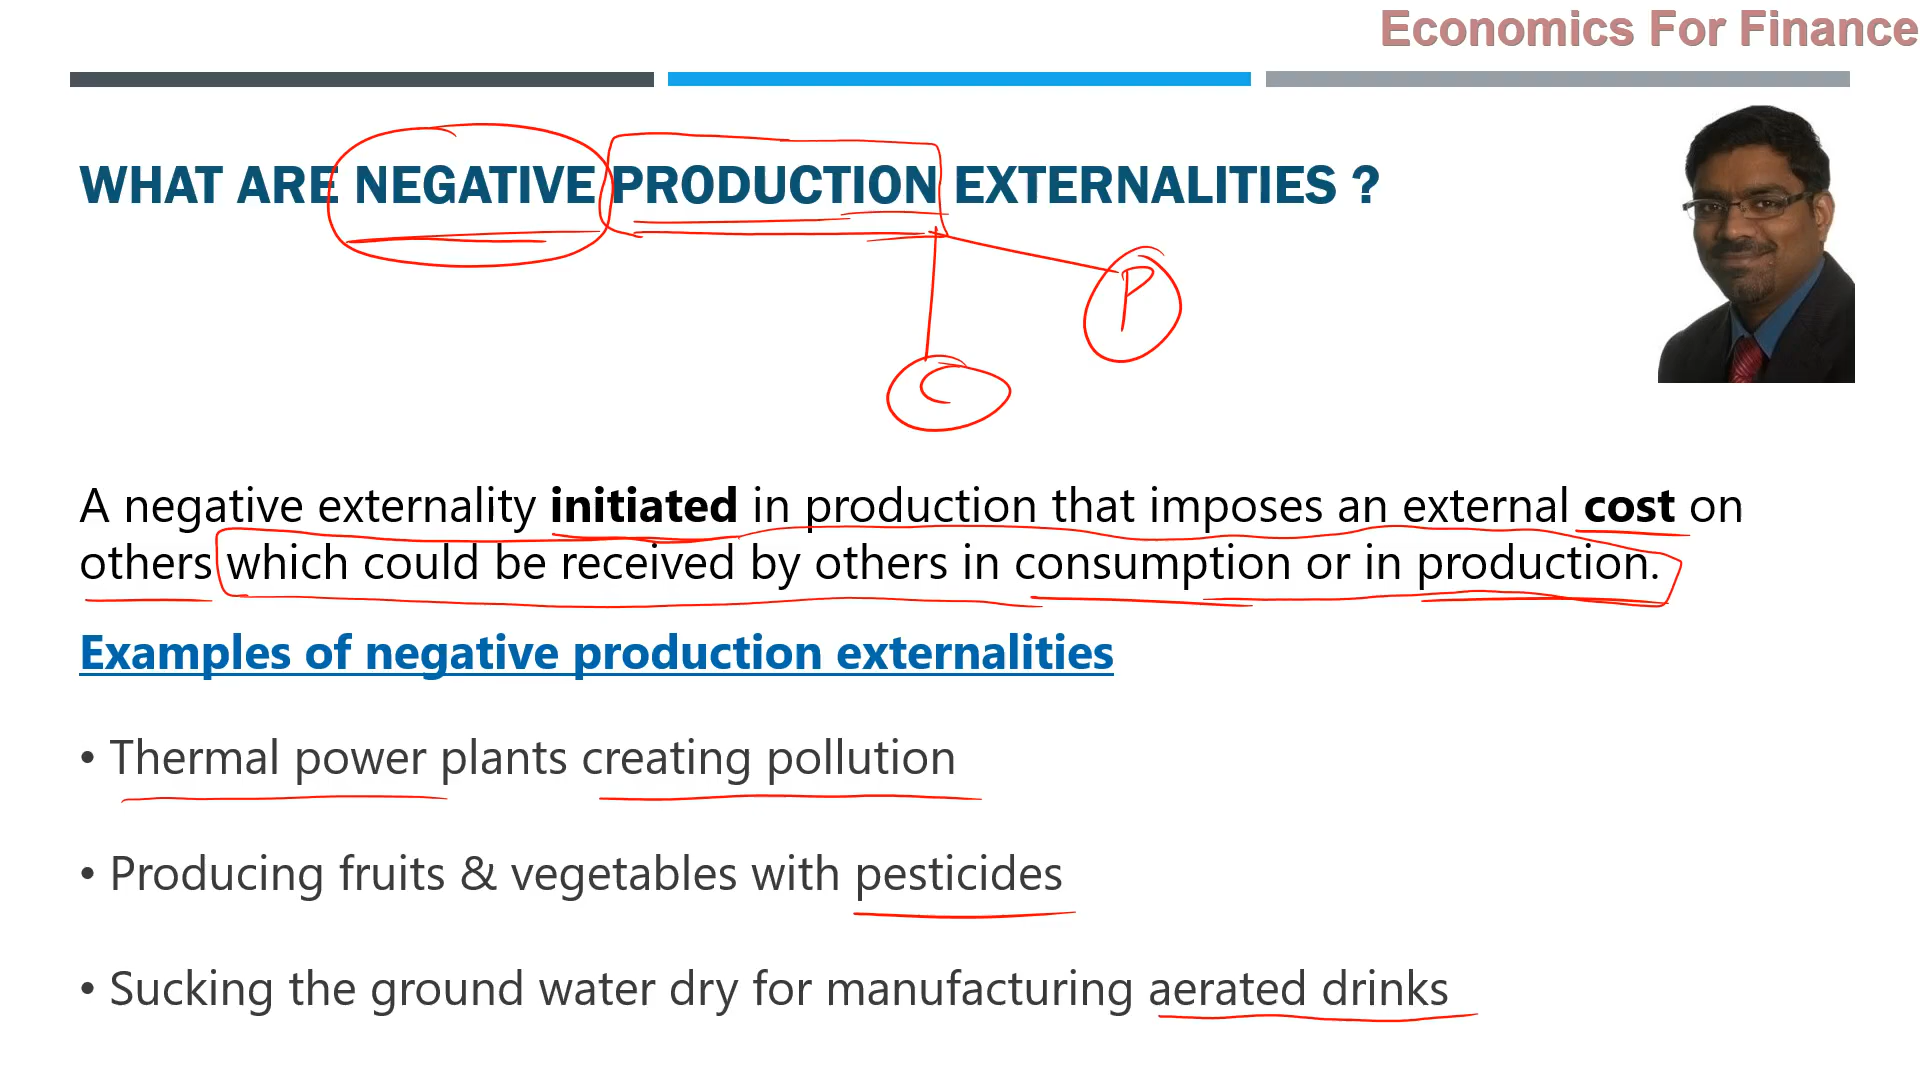 Economics For Finance
WHAT ARE NEGATIVE PRODUCTION EXTERNALITIES ?
P
C
A negative externality initiated in production that imposes an external cost on
others which could be received by others in consumption or in production.
Examples of negative production externalities
• Thermal power plants creating pollution
• Producing fruits & vegetables with pesticides
• Sucking the ground water dry for manufacturing aerated drinks